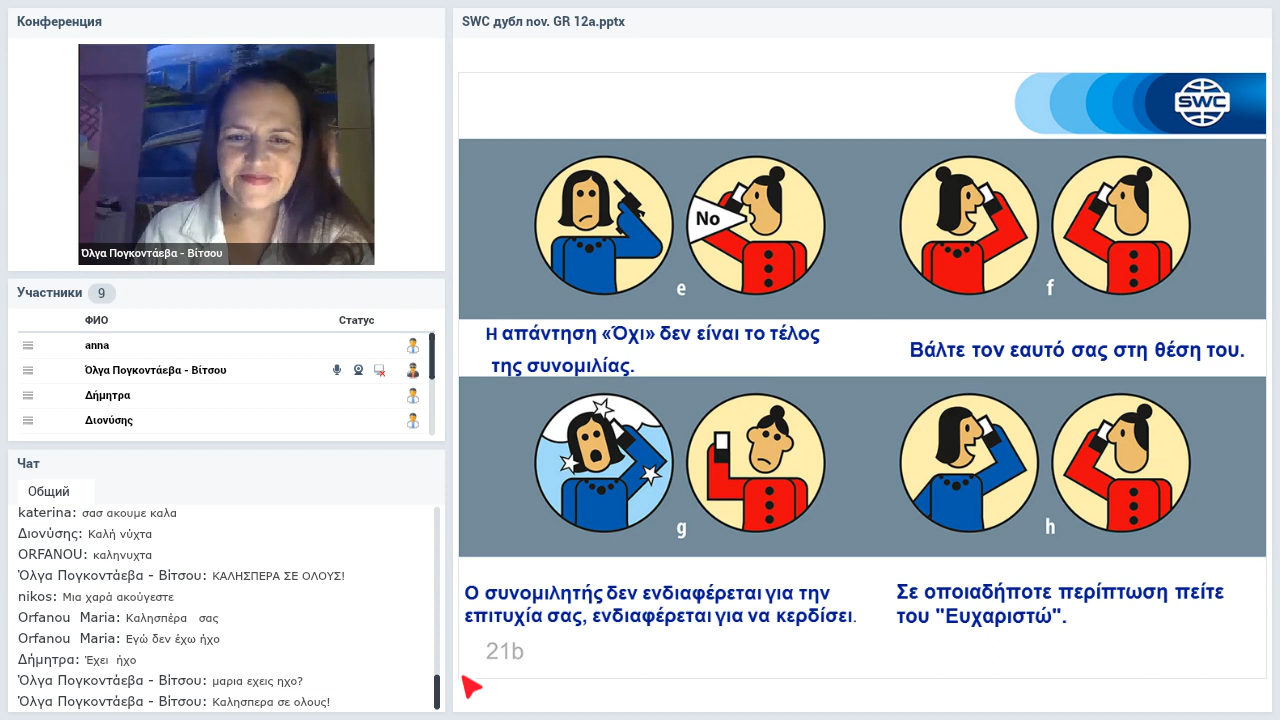 Конференция
Όλγα Πογκοντάεβα - Βίτσου
Участники 9
ФИО Статус
anna
Όλγα Πογκοντάεβα - Βίτσου
Δήμητρα
Διονύσης
Чат
Общий
katerina: σασ ακουμε καλα
Διονύσης: Καλή νύχτα
ORFANOU: καληνυχτα
Όλγα Πογκοντάεβα - Βίτσου: ΚΑΛΗΣΠΕΡΑ ΣΕ ΟΛΟΥΣ!
nikos: Μια χαρά ακούγεστε
Orfanou Maria: Καλησπέρα σας
Orfanou Maria: Εγώ δεν έχω ήχο
Δήμητρα: Έχει ήχο
Όλγα Πογκοντάεβα - Βίτσου: μαρια εχεις ηχο?
Όλγα Πογκοντάεβα - Βίτσου: Καλησπερα σε ολους!
SWC дубл nov. GR 12a.pptx
SWC
No
e
f
Η απάντηση «Όχι» δεν είναι το τέλος
της συνομιλίας.
Βάλτε τον εαυτό σας στη θέση του.
g
h
Ο συνομιλητής δεν ενδιαφέρεται για την
επιτυχία σας, ενδιαφέρεται για να κερδίσει.
Σε οποιαδήποτε περίπτωση πείτε
του "Ευχαριστώ".
21b